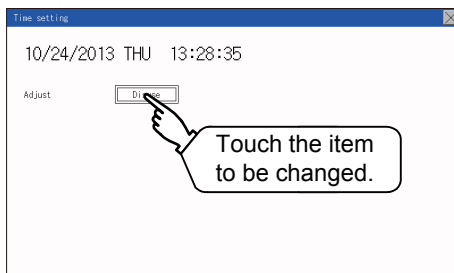 Time setting
10/24/2013 THU 13:28:35
Adjust
Touch the item
to be changed.